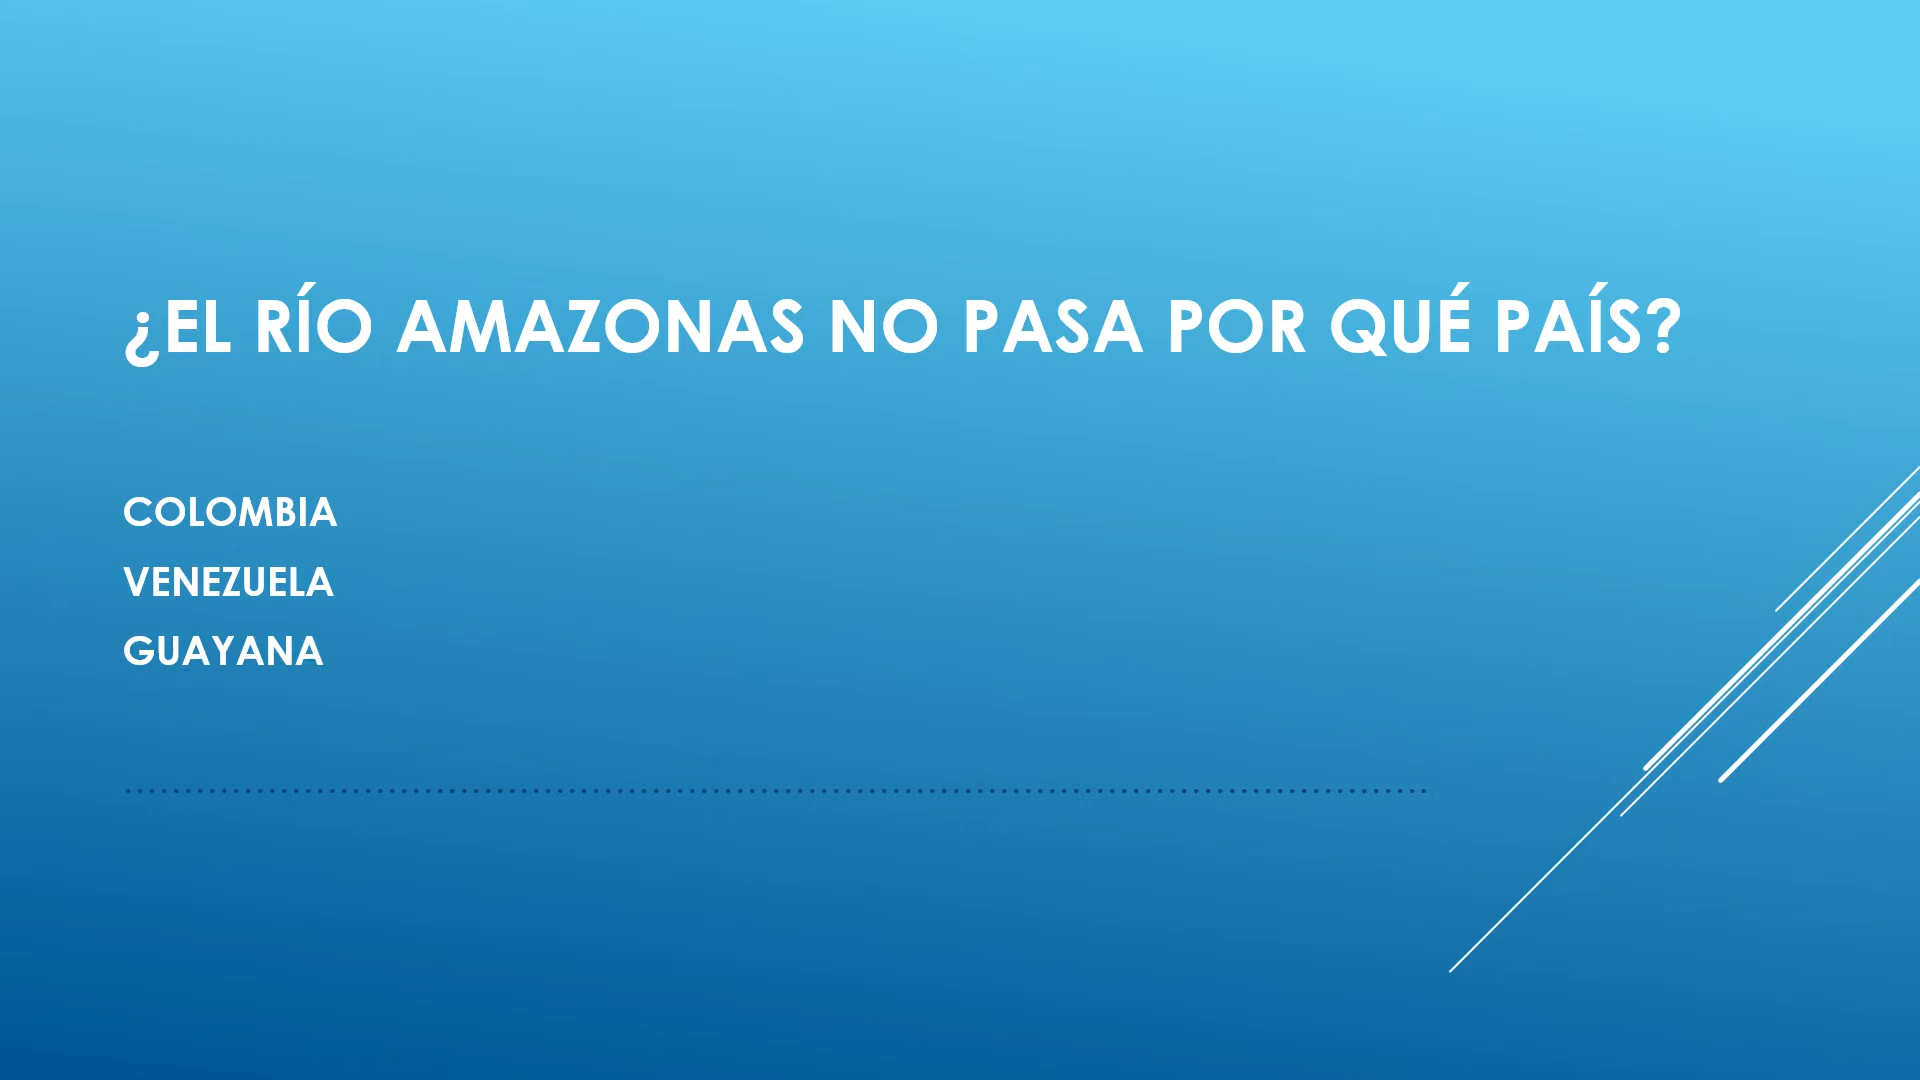 ¿EL RÍO AMAZONAS NO PASA POR QUÉ PAÍS?
COLOMBIA
VENEZUELA
GUAYANA